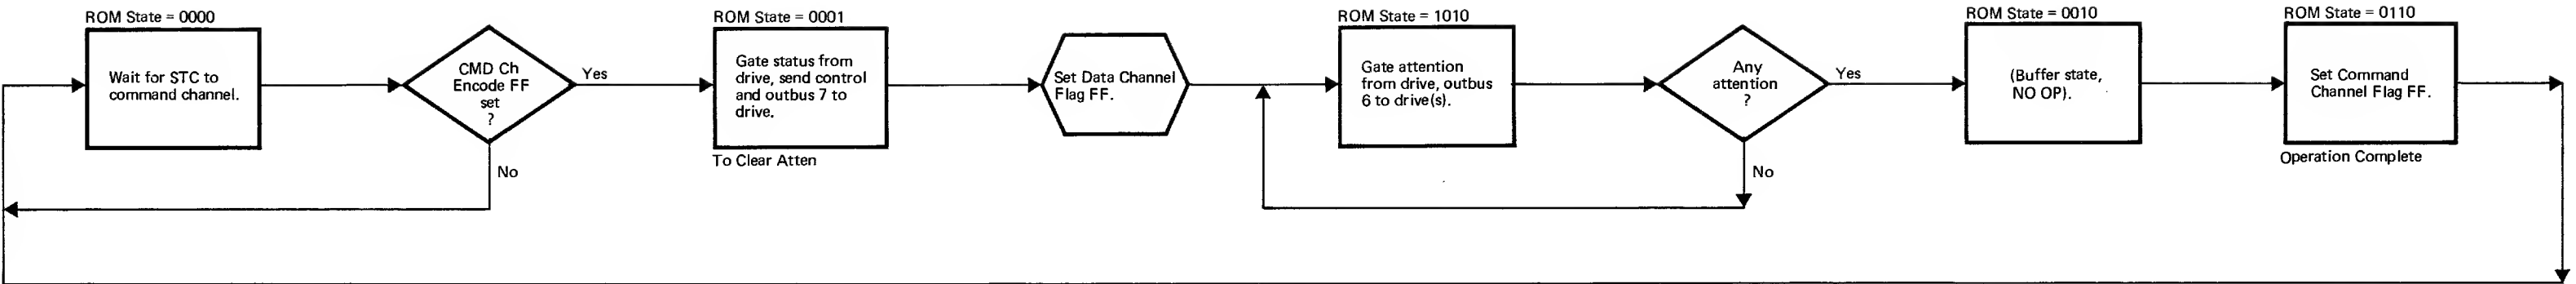 ROM State = 0000
Wait for STC to
command channel.
CMD Ch
Encode FF
set
?
Yes
No
ROM State = 0001
Gate status from
drive, send control
and outbus 7 to
drive.
To Clear Atten
Set Data Channel
Flag FF.
ROM State = 1010
Gate attention
from drive, outbus
6 to drive(s).
Any
attention
?
Yes
No
ROM State = 0010
(Buffer state,
NO OP).
ROM State = 0110
Set Command
Channel Flag FF.
Operation Complete